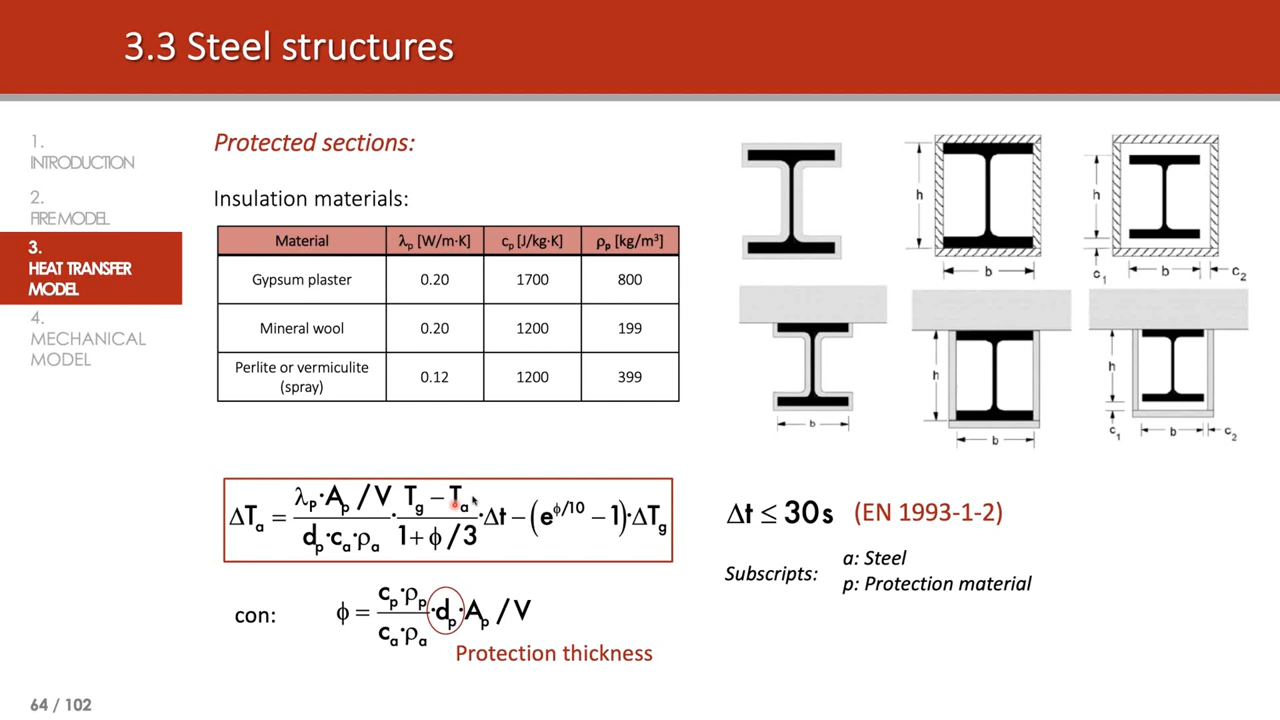 3.3 Steel structures
1.
INTRODUCTION
2.
FIRE MODEL
3.
HEAT TRANSFER
MODEL
4.
MECHANICAL
MODEL
Protected sections:
Insulation materials:
Material λp [W/m·K] cp [J/kg·K] ρp [kg/m³]
Gypsum plaster 0.20 1700 800
Mineral wool 0.20 1200 199
Perlite or vermiculite
(spray) 0.12 1200 399
h b
h c1 b c2
b
h b
h c1 b c2
ΔTa = λp·Ap/V / dp·ca·ρa · Tg − Ta / 1+ϕ/3 ·Δt − (e^ϕ/10 − 1)·ΔTg
con: ϕ = cp·ρp / ca·ρa ·dp·Ap/V
Protection thickness
Δt ≤ 30s (EN 1993-1-2)
Subscripts: a: Steel
p: Protection material
64 / 102